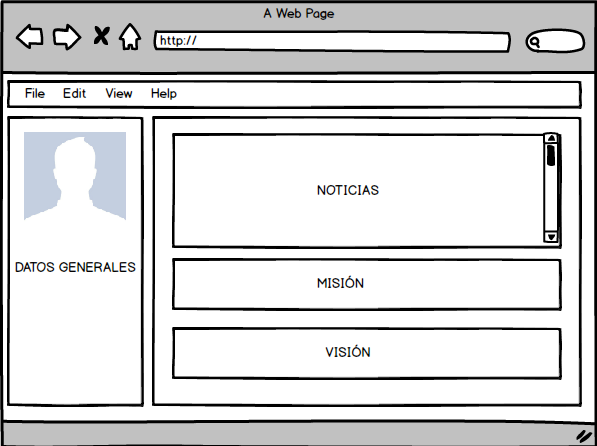 A Web Page
http://
File Edit View Help
DATOS GENERALES
NOTICIAS
MISIÓN
VISIÓN